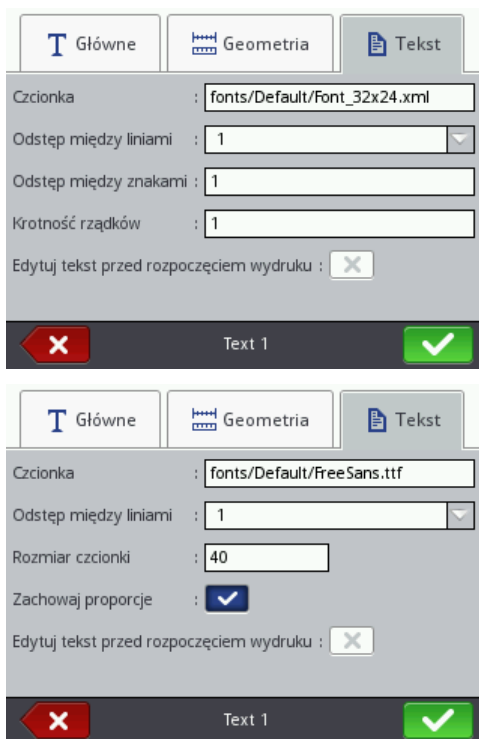 Główne Geometria Tekst
Czcionka : fonts/Default/Font_32x24.xml
Odstęp między liniami : 1
Odstęp między znakami : 1
Krotność rządków : 1
Edytuj tekst przed rozpoczęciem wydruku :
Text 1
Główne Geometria Tekst
Czcionka : fonts/Default/FreeSans.ttf
Odstęp między liniami : 1
Rozmiar czcionki : 40
Zachowaj proporcje :
Edytuj tekst przed rozpoczęciem wydruku :
Text 1